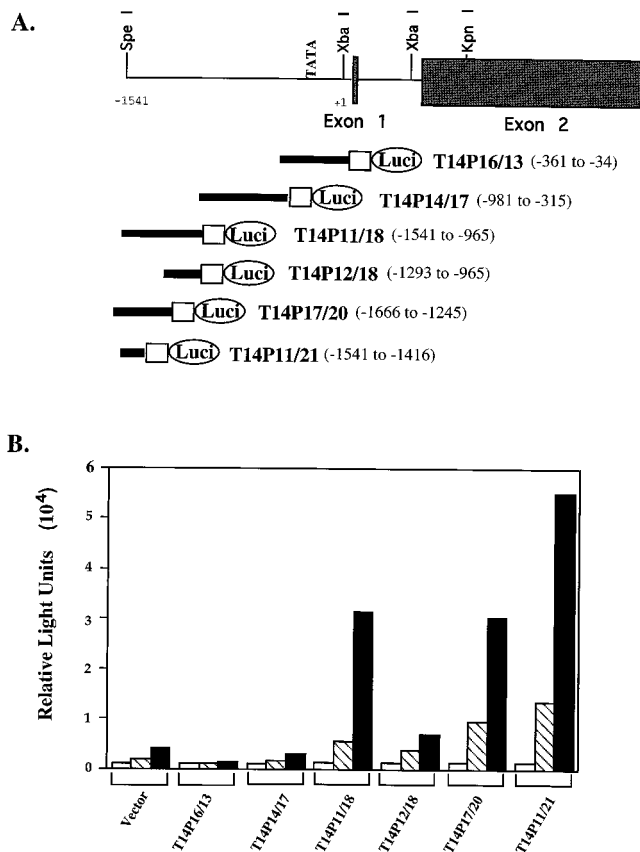 A.
Spe I
TATA
Xba I
Xba I
Kpn I
-1541
+1
Exon 1
Exon 2
Luci T14P16/13 (-361 to -34)
Luci T14P14/17 (-981 to -315)
Luci T14P11/18 (-1541 to -965)
Luci T14P12/18 (-1293 to -965)
Luci T14P17/20 (-1666 to -1245)
Luci T14P11/21 (-1541 to -1416)
B.
Relative Light Units (10⁴)
6
5
4
3
2
1
0
Vector
T14P16/13
T14P14/17
T14P11/18
T14P12/18
T14P17/20
T14P11/21